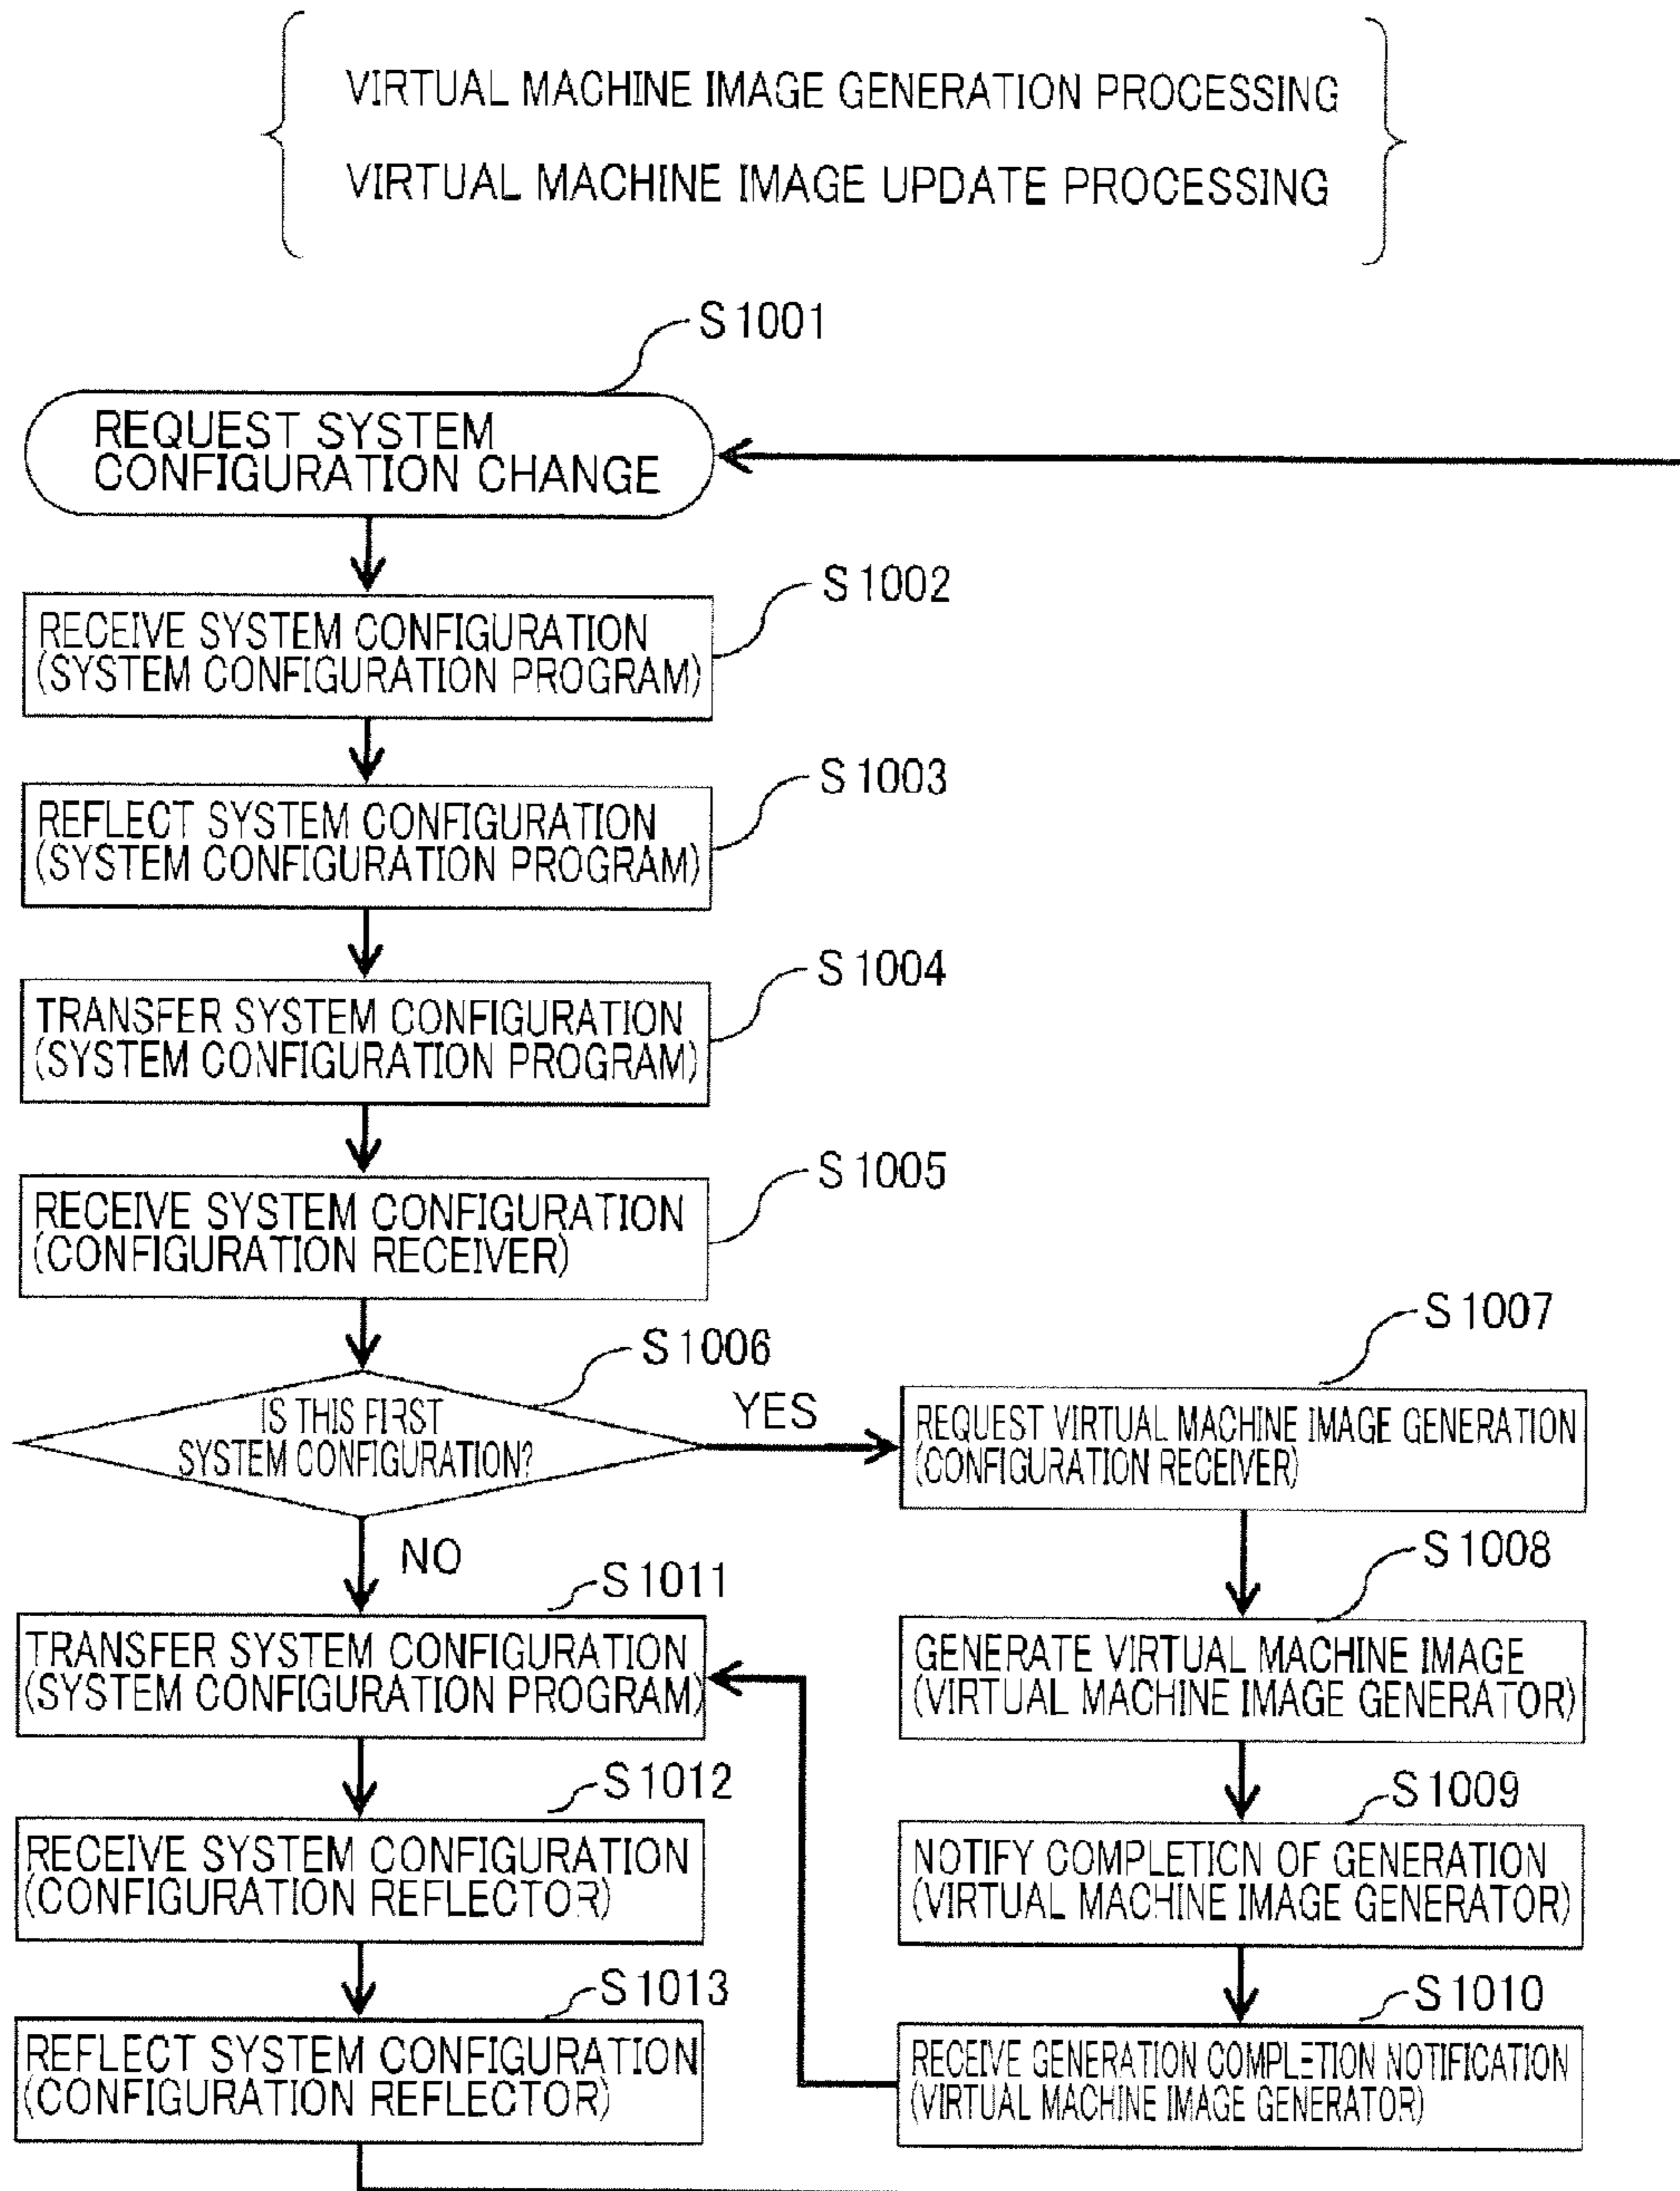 VIRTUAL MACHINE IMAGE GENERATION PROCESSING
VIRTUAL MACHINE IMAGE UPDATE PROCESSING
S1001
REQUEST SYSTEM
CONFIGURATION CHANGE
S1002
RECEIVE SYSTEM CONFIGURATION
(SYSTEM CONFIGURATION PROGRAM)
S1003
REFLECT SYSTEM CONFIGURATION
(SYSTEM CONFIGURATION PROGRAM)
S1004
TRANSFER SYSTEM CONFIGURATION
(SYSTEM CONFIGURATION PROGRAM)
S1005
RECEIVE SYSTEM CONFIGURATION
(CONFIGURATION RECEIVER)
S1006
IS THIS FIRST
SYSTEM CONFIGURATION?
YES
NO
S1007
REQUEST VIRTUAL MACHINE IMAGE GENERATION
(CONFIGURATION RECEIVER)
S1008
GENERATE VIRTUAL MACHINE IMAGE
(VIRTUAL MACHINE IMAGE GENERATOR)
S1009
NOTIFY COMPLETION OF GENERATION
(VIRTUAL MACHINE IMAGE GENERATOR)
S1010
RECEIVE GENERATION COMPLETION NOTIFICATION
(VIRTUAL MACHINE IMAGE GENERATOR)
S1011
TRANSFER SYSTEM CONFIGURATION
(SYSTEM CONFIGURATION PROGRAM)
S1012
RECEIVE SYSTEM CONFIGURATION
(CONFIGURATION REFLECTOR)
S1013
REFLECT SYSTEM CONFIGURATION
(CONFIGURATION REFLECTOR)